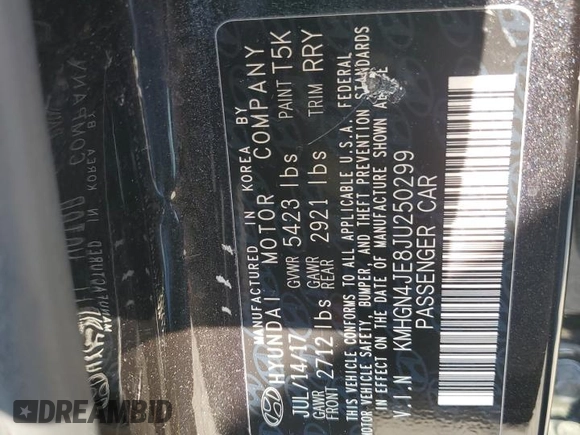 MANUFACTURED IN KOREA BY
HYUNDAI MOTOR COMPANY
JUL/14/17 GVWR 5423 lbs PAINT T5K
GAWR FRONT 2712 lbs GAWR REAR 2921 lbs TRIM RRY
THIS VEHICLE CONFORMS TO ALL APPLICABLE U.S.A FEDERAL
MOTOR VEHICLE SAFETY, BUMPER, AND THEFT PREVENTION STANDARDS
IN EFFECT ON THE DATE OF MANUFACTURE SHOWN ABOVE
V.I.N KMHGN4JE8JU250299
PASSENGER CAR
DREAMBID